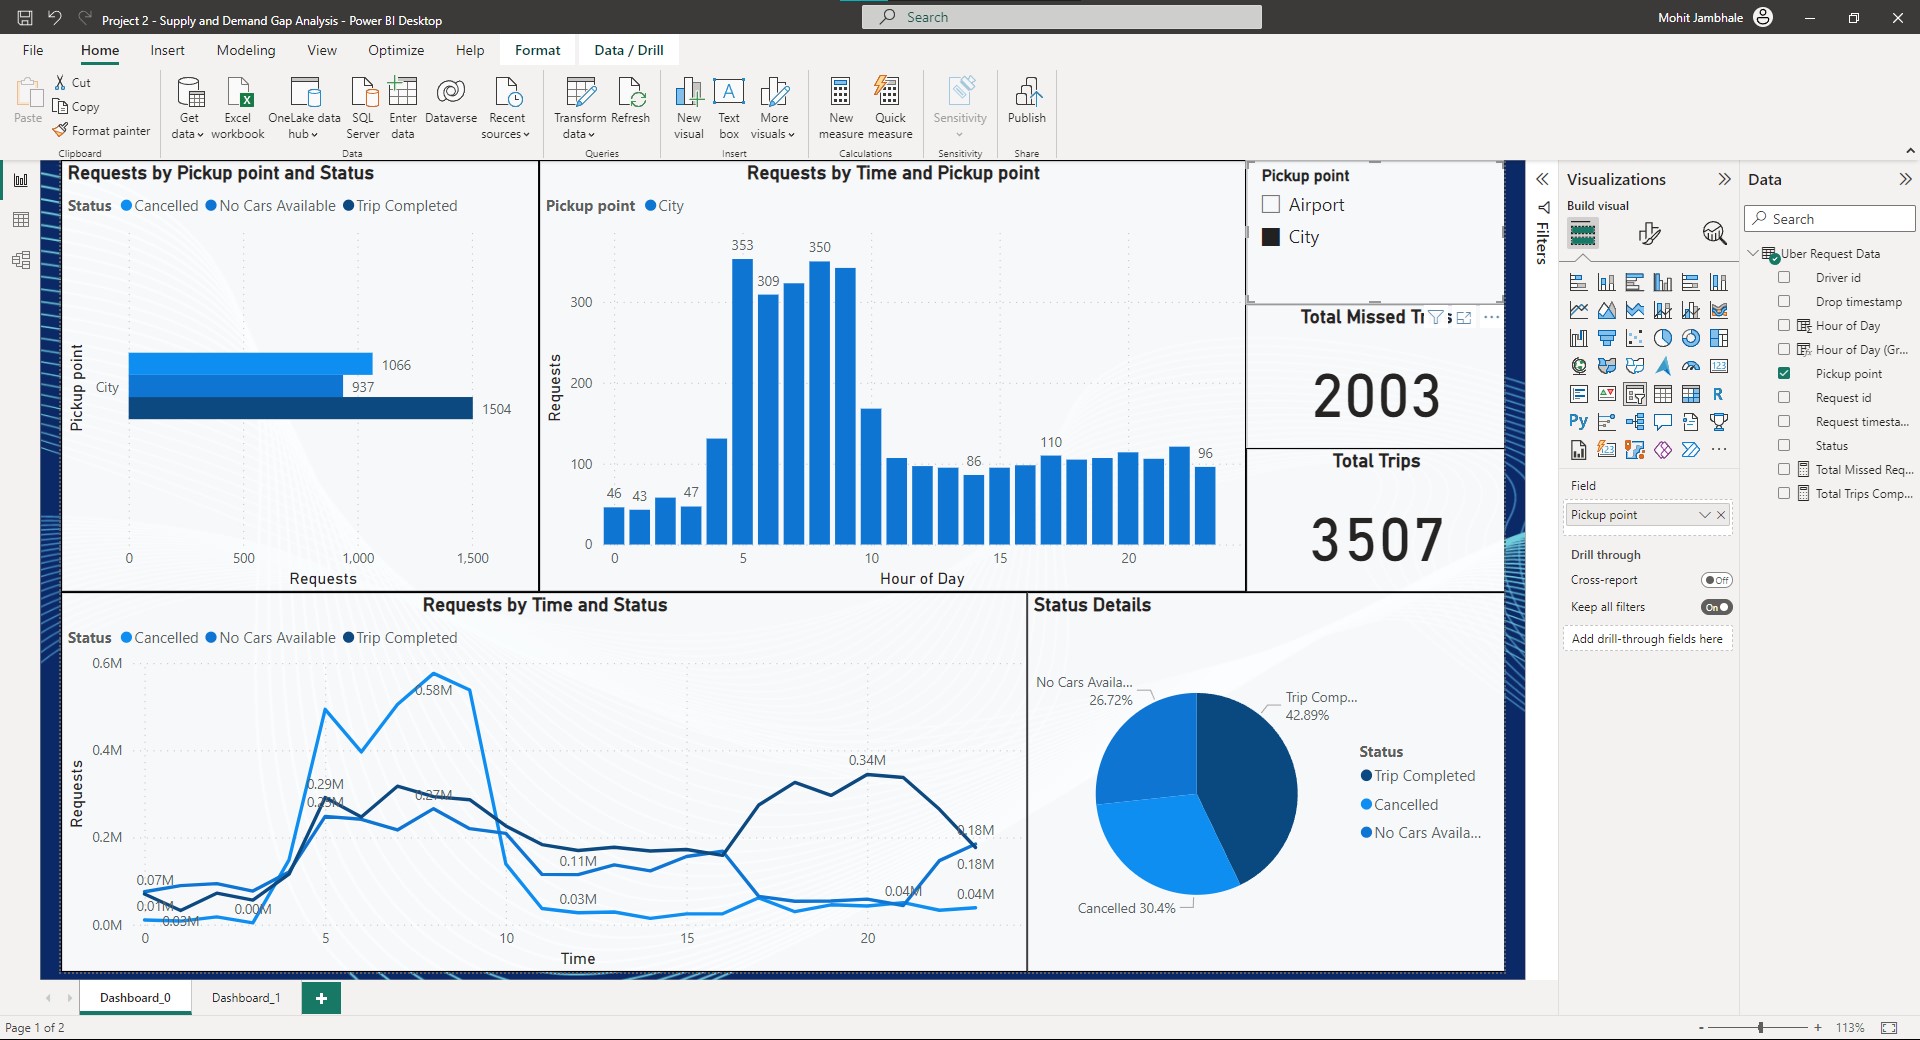 Project 2 - Supply and Demand Gap Analysis - Power BI Desktop
Search
Mohit Jambhale
File Home Insert Modeling View Optimize Help Format Data / Drill
Paste
Cut
Copy
Format painter
Clipboard
Get data
Excel workbook
OneLake data hub
SQL Server
Enter data
Dataverse
Recent sources
Data
Transform data
Refresh
Queries
New visual
Text box
More visuals
Insert
New measure
Quick measure
Calculations
Sensitivity
Sensitivity
Publish
Share
Requests by Pickup point and Status
Status Cancelled No Cars Available Trip Completed
Pickup point
City
1066
937
1504
0 500 1,000 1,500
Requests
Requests by Time and Pickup point
Pickup point City
Requests
300
200
100
0
46 43 47 353 309 350 86 110 96
0 5 10 15 20
Hour of Day
Pickup point
Airport
City
Total Missed Tr s
2003
Total Trips
3507
Requests by Time and Status
Status Cancelled No Cars Available Trip Completed
Requests
0.6M
0.4M
0.2M
0.0M
0.58M
0.29M
0.25M
0.27M
0.34M
0.07M
0.01M
0.03M
0.00M
0.11M
0.03M
0.04M
0.18M
0.18M
0.04M
0 5 10 15 20
Time
Status Details
No Cars Availa...
26.72%
Trip Comp...
42.89%
Cancelled 30.4%
Status
Trip Completed
Cancelled
No Cars Availa...
Filters
Visualizations
Build visual
R
Py
123
123
Field
Pickup point
Drill through
Cross-report
Off
Keep all filters
On
Add drill-through fields here
Data
Search
Uber Request Data
Driver id
Drop timestamp
Hour of Day
Hour of Day (Gr...
Pickup point
Request id
Request timesta...
Status
Total Missed Req...
Total Trips Comp...
Dashboard_0 Dashboard_1 +
Page 1 of 2
- + 113%